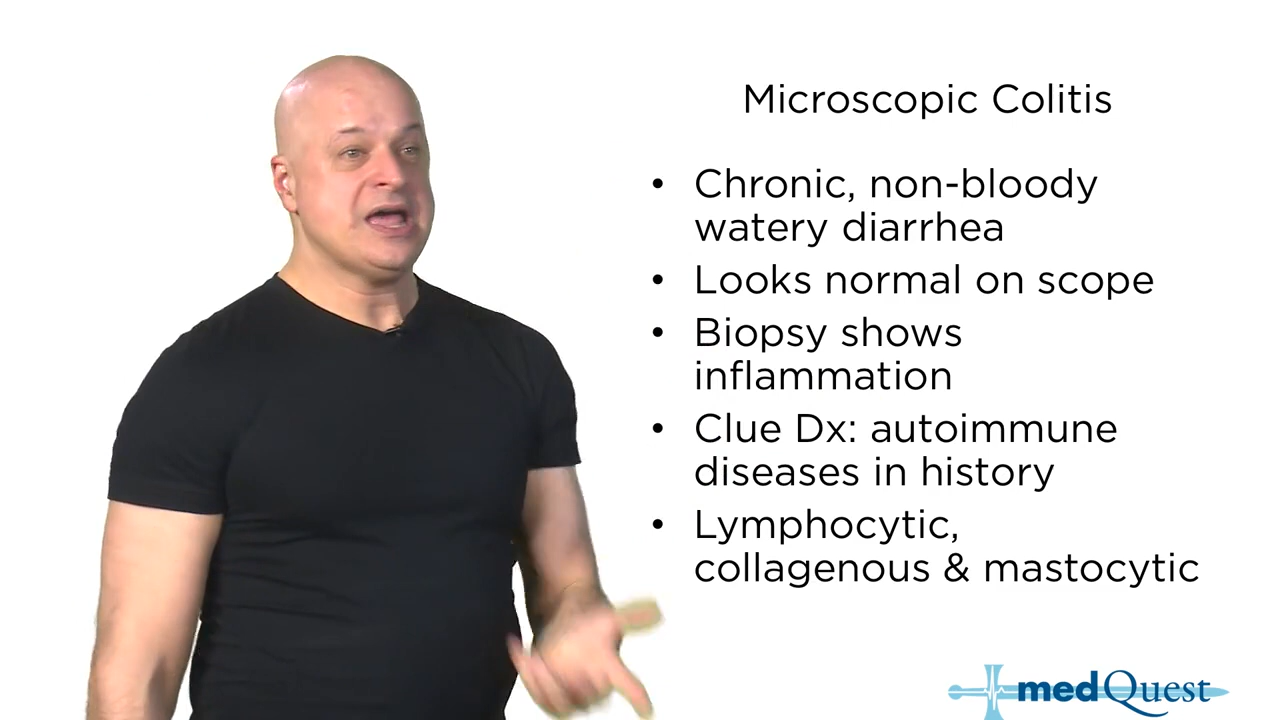 Microscopic Colitis
• Chronic, non-bloody
watery diarrhea
• Looks normal on scope
• Biopsy shows
inflammation
• Clue Dx: autoimmune
diseases in history
• Lymphocytic,
collagenous & mastocytic
medQuest